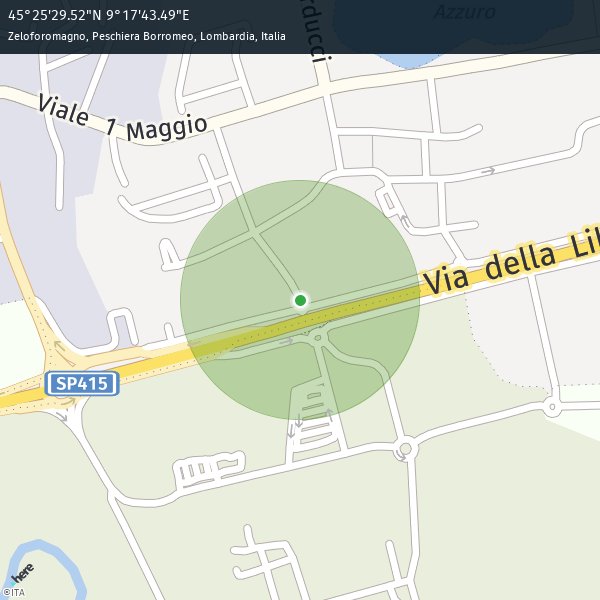 45°25'29.52"N 9°17'43.49"E
Zeloforomagno, Peschiera Borromeo, Lombardia, Italia
Azzuro
arducci
Viale 1 Maggio
Via della Lib
SP415
here
©ITA